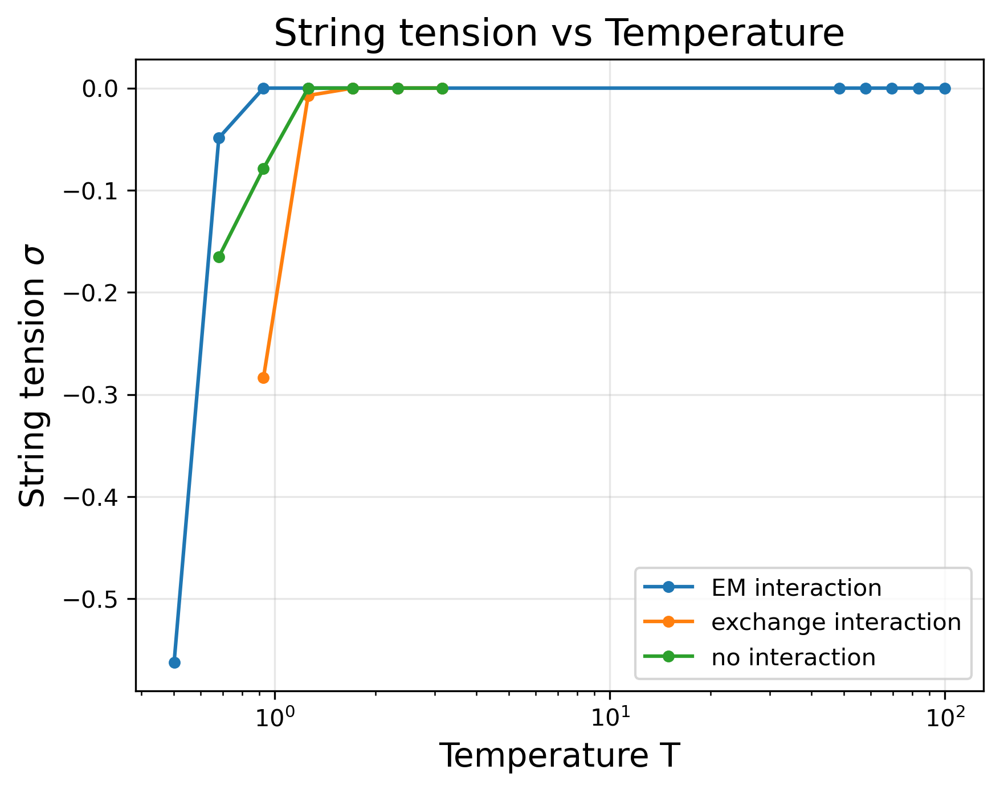 String tension vs Temperature
0.0
−0.1
−0.2
−0.3
−0.4
−0.5
String tension σ
10⁰
10¹
10²
Temperature T
EM interaction
exchange interaction
no interaction